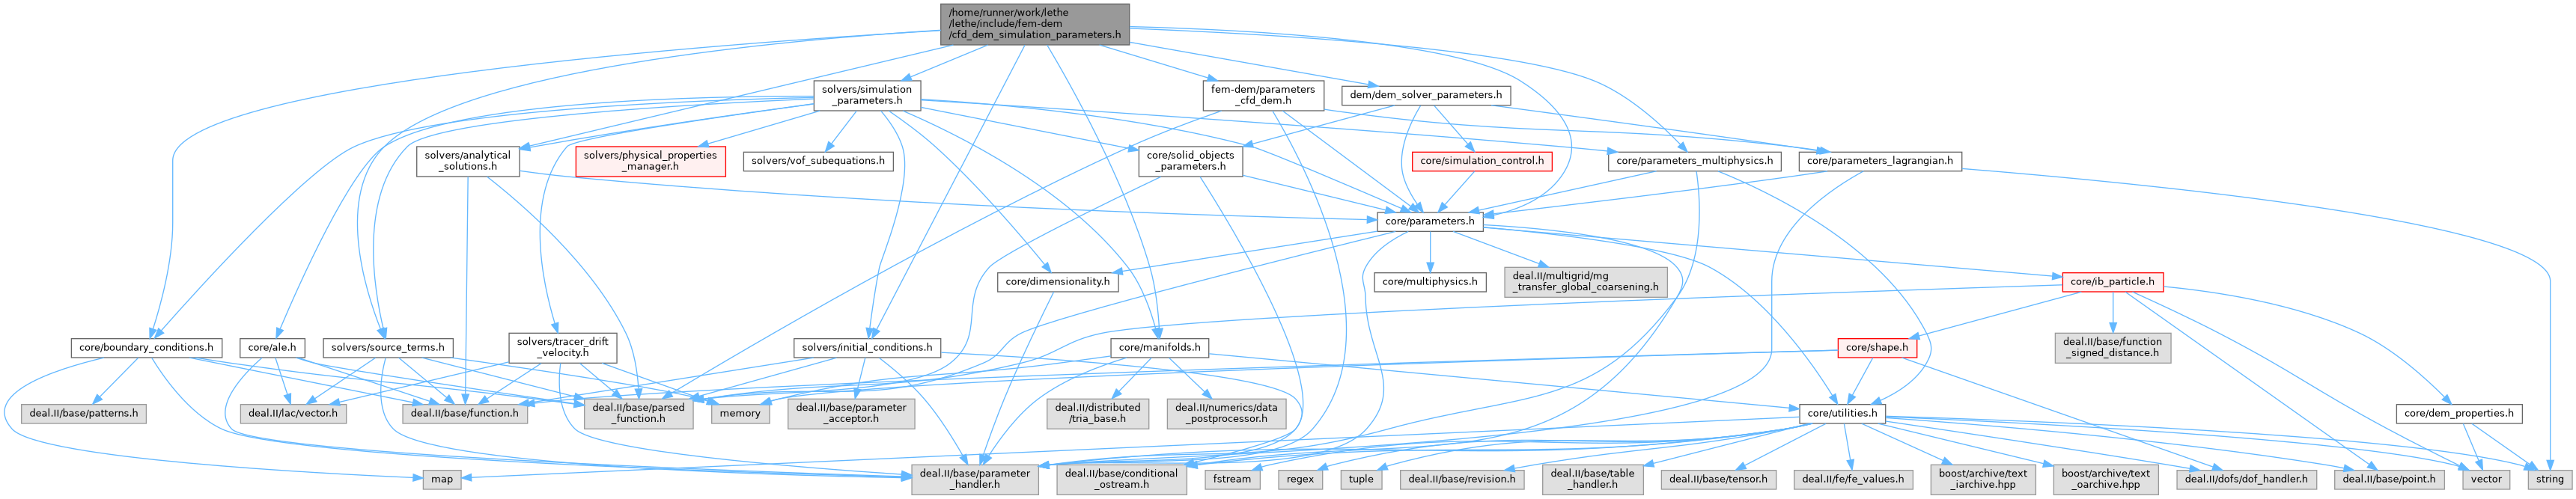 /home/runner/work/lethe
/lethe/include/fem-dem
/cfd_dem_simulation_parameters.h
solvers/simulation
_parameters.h
fem-dem/parameters
_cfd_dem.h
dem/dem_solver_parameters.h
solvers/analytical
_solutions.h
solvers/physical_properties
_manager.h
solvers/vof_subequations.h
core/solid_objects
_parameters.h
core/simulation_control.h
core/parameters_multiphysics.h
core/parameters_lagrangian.h
core/parameters.h
core/dimensionality.h
core/multiphysics.h
deal.II/multigrid/mg
_transfer_global_coarsening.h
core/ib_particle.h
core/boundary_conditions.h
core/ale.h
solvers/source_terms.h
solvers/tracer_drift
_velocity.h
solvers/initial_conditions.h
core/manifolds.h
core/shape.h
deal.II/base/function
_signed_distance.h
deal.II/base/patterns.h
deal.II/lac/vector.h
deal.II/base/function.h
deal.II/base/parsed
_function.h
memory
deal.II/base/parameter
_acceptor.h
deal.II/distributed
/tria_base.h
deal.II/numerics/data
_postprocessor.h
core/utilities.h
core/dem_properties.h
map
deal.II/base/parameter
_handler.h
deal.II/base/conditional
_ostream.h
fstream
regex
tuple
deal.II/base/revision.h
deal.II/base/table
_handler.h
deal.II/base/tensor.h
deal.II/fe/fe_values.h
boost/archive/text
_iarchive.hpp
boost/archive/text
_oarchive.hpp
deal.II/dofs/dof_handler.h
deal.II/base/point.h
vector
string